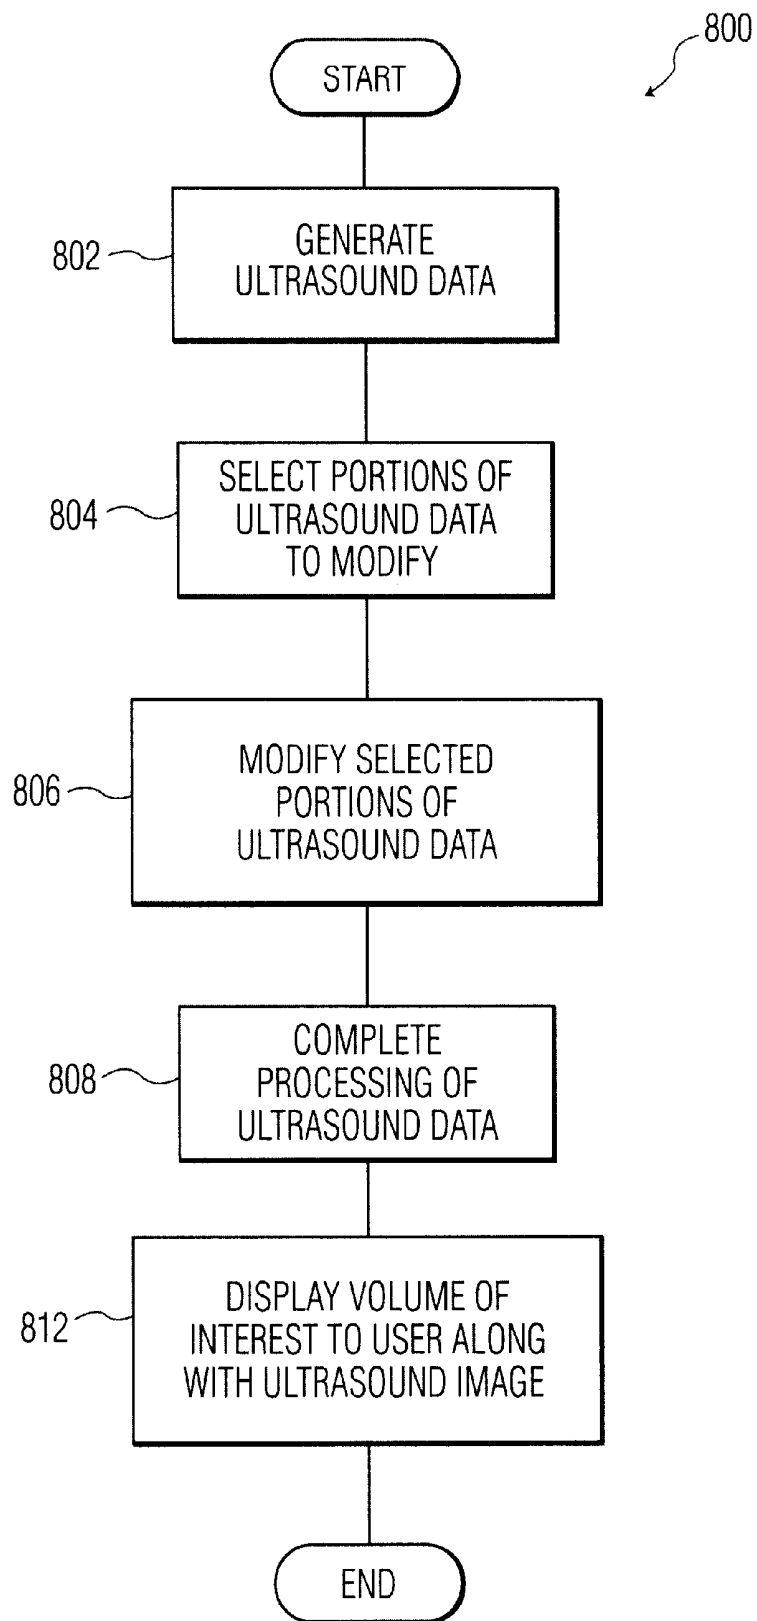 800
START
802
GENERATE
ULTRASOUND DATA
804
SELECT PORTIONS OF
ULTRASOUND DATA
TO MODIFY
806
MODIFY SELECTED
PORTIONS OF
ULTRASOUND DATA
808
COMPLETE
PROCESSING OF
ULTRASOUND DATA
812
DISPLAY VOLUME OF
INTEREST TO USER ALONG
WITH ULTRASOUND IMAGE
END